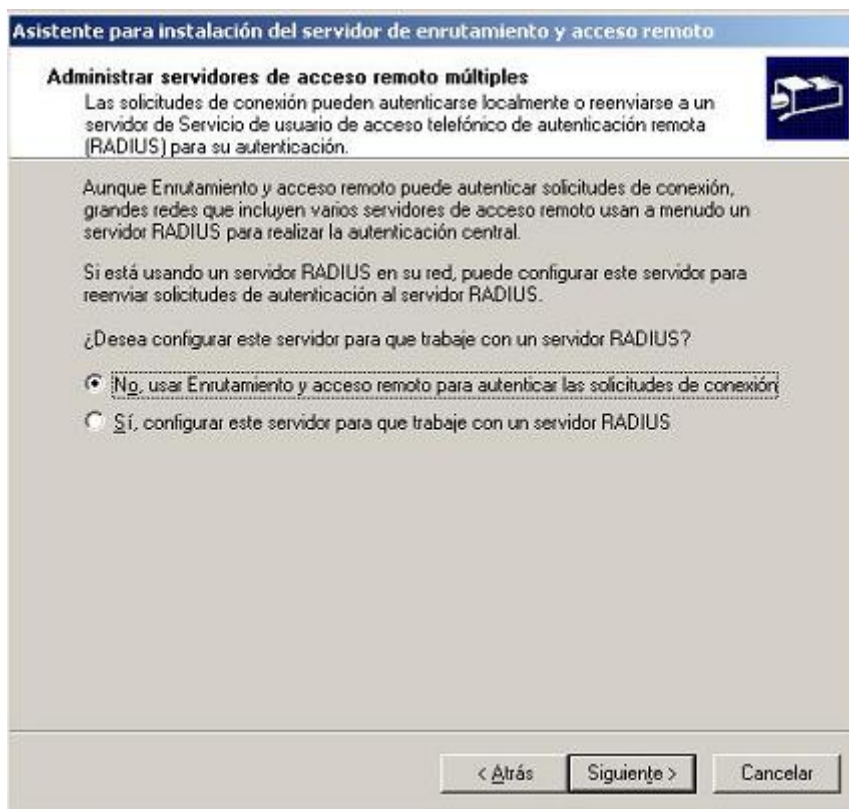 Asistente para instalación del servidor de enrutamiento y acceso remoto
Administrar servidores de acceso remoto múltiples
Las solicitudes de conexión pueden autenticarse localmente o reenviarse a un
servidor de Servicio de usuario de acceso telefónico de autenticación remota
(RADIUS) para su autenticación.
Aunque Enrutamiento y acceso remoto puede autenticar solicitudes de conexión,
grandes redes que incluyen varios servidores de acceso remoto usan a menudo un
servidor RADIUS para realizar la autenticación central.
Si está usando un servidor RADIUS en su red, puede configurar este servidor para
reenviar solicitudes de autenticación al servidor RADIUS.
¿Desea configurar este servidor para que trabaje con un servidor RADIUS?
No, usar Enrutamiento y acceso remoto para autenticar las solicitudes de conexión
Sí, configurar este servidor para que trabaje con un servidor RADIUS
< Atrás Siguiente > Cancelar